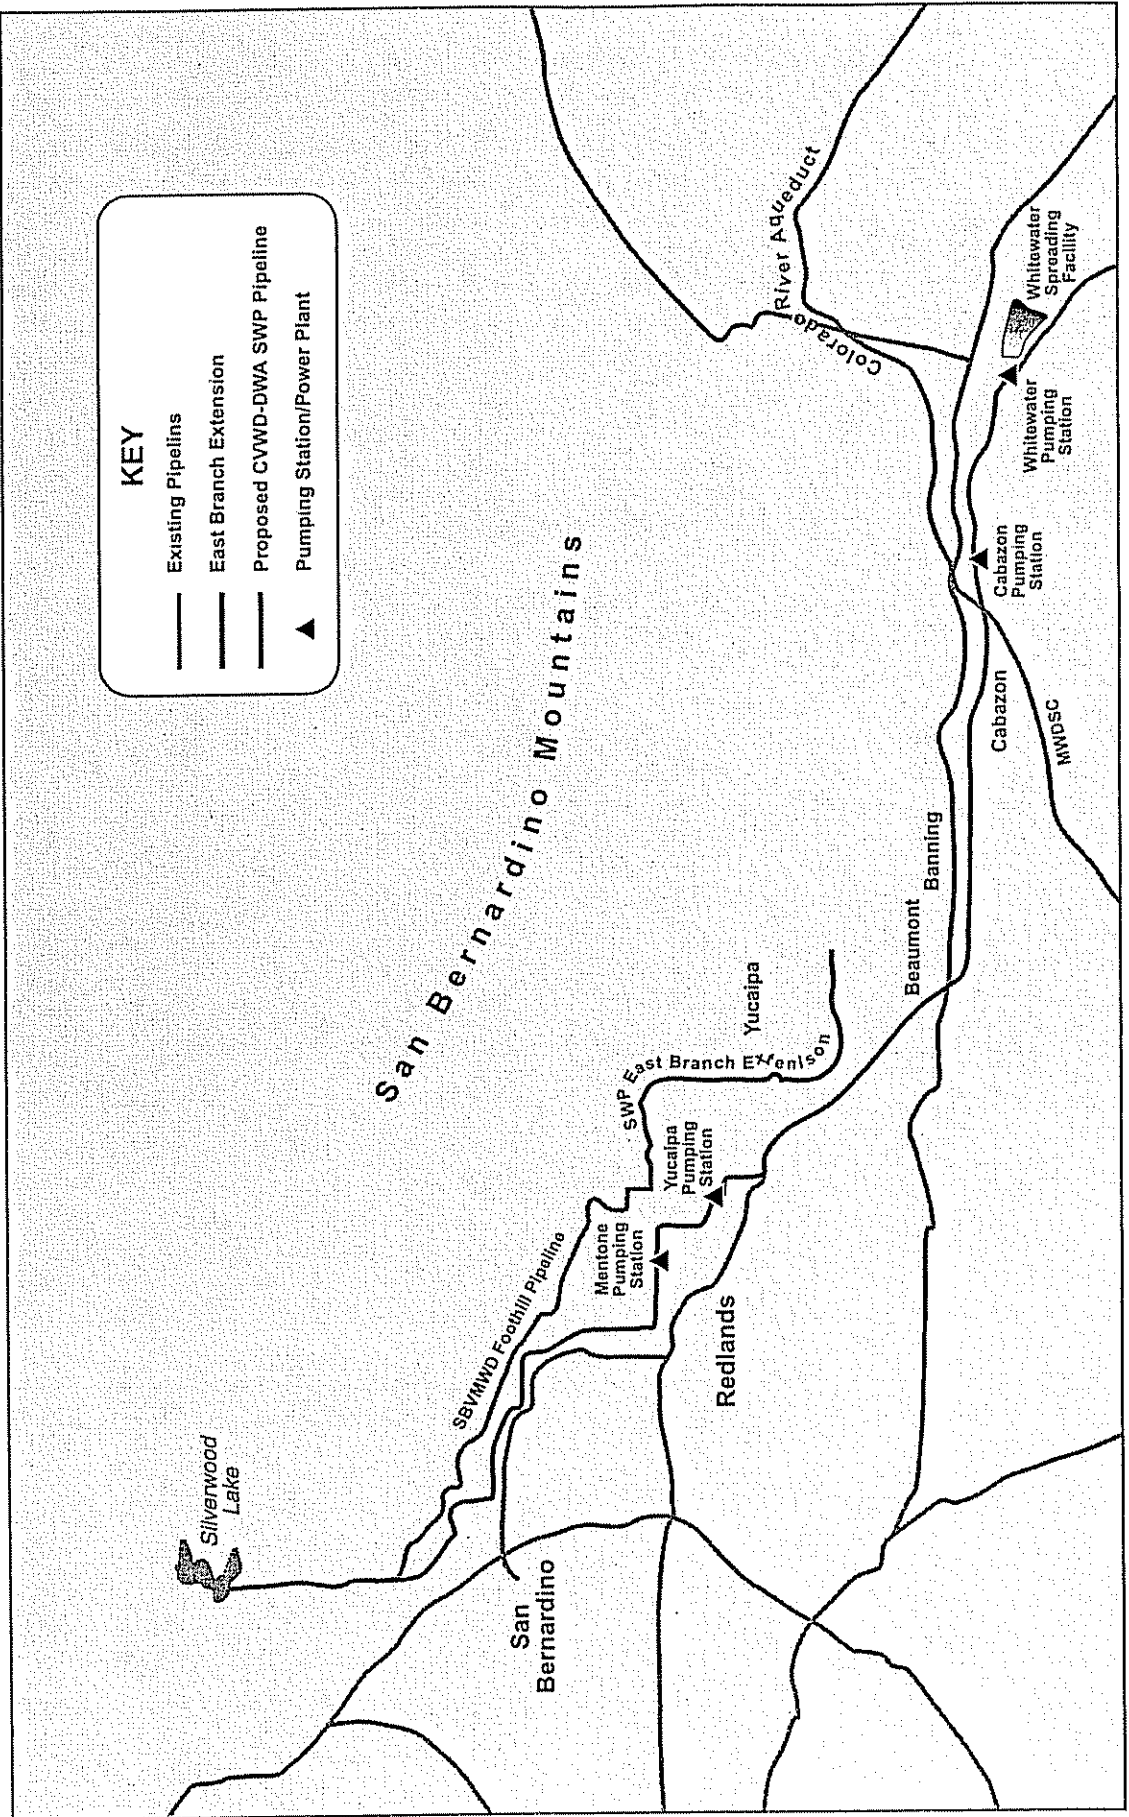 KEY
Existing Pipelins
East Branch Extension
Proposed CVWD-DWA SWP Pipeline
Pumping Station/Power Plant
Silverwood
Lake
San Bernardino Mountains
SBVMWD Foothill Pipeline
San
Bernardino
Mentone
Pumping
Station
Yucaipa
Pumping
Station
SWP East Branch Extenison
Yucaipa
Redlands
Beaumont
Banning
Cabazon
MWDSC
Cabazon
Pumping
Station
Colorado River Aqueduct
Whitewater
Pumping
Station
Whitewater
Spreading
Facility